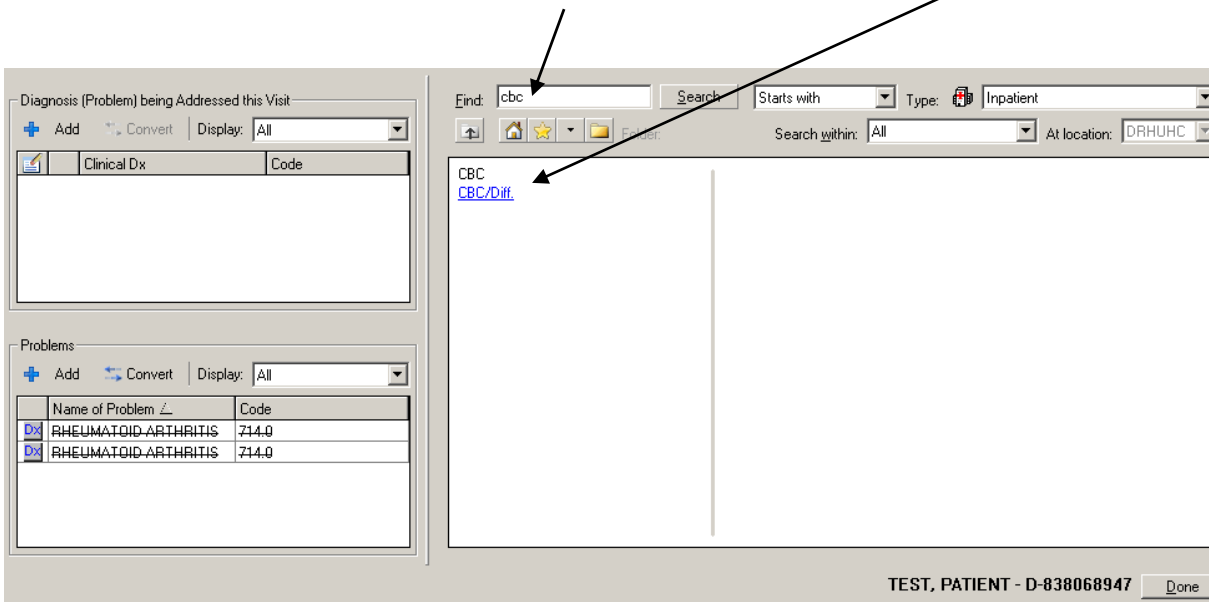 Diagnosis (Problem) being Addressed this Visit
Add Convert Display: All
Clinical Dx Code
Problems
Add Convert Display: All
Name of Problem Code
Dx RHEUMATOID ARTHRITIS 714.0
Dx RHEUMATOID ARTHRITIS 714.0
Find: cbc Search Starts with Type: Inpatient
Folder: Search within: All At location: DRHUHC
CBC
CBC/Diff.
TEST, PATIENT - D-838068947 Done